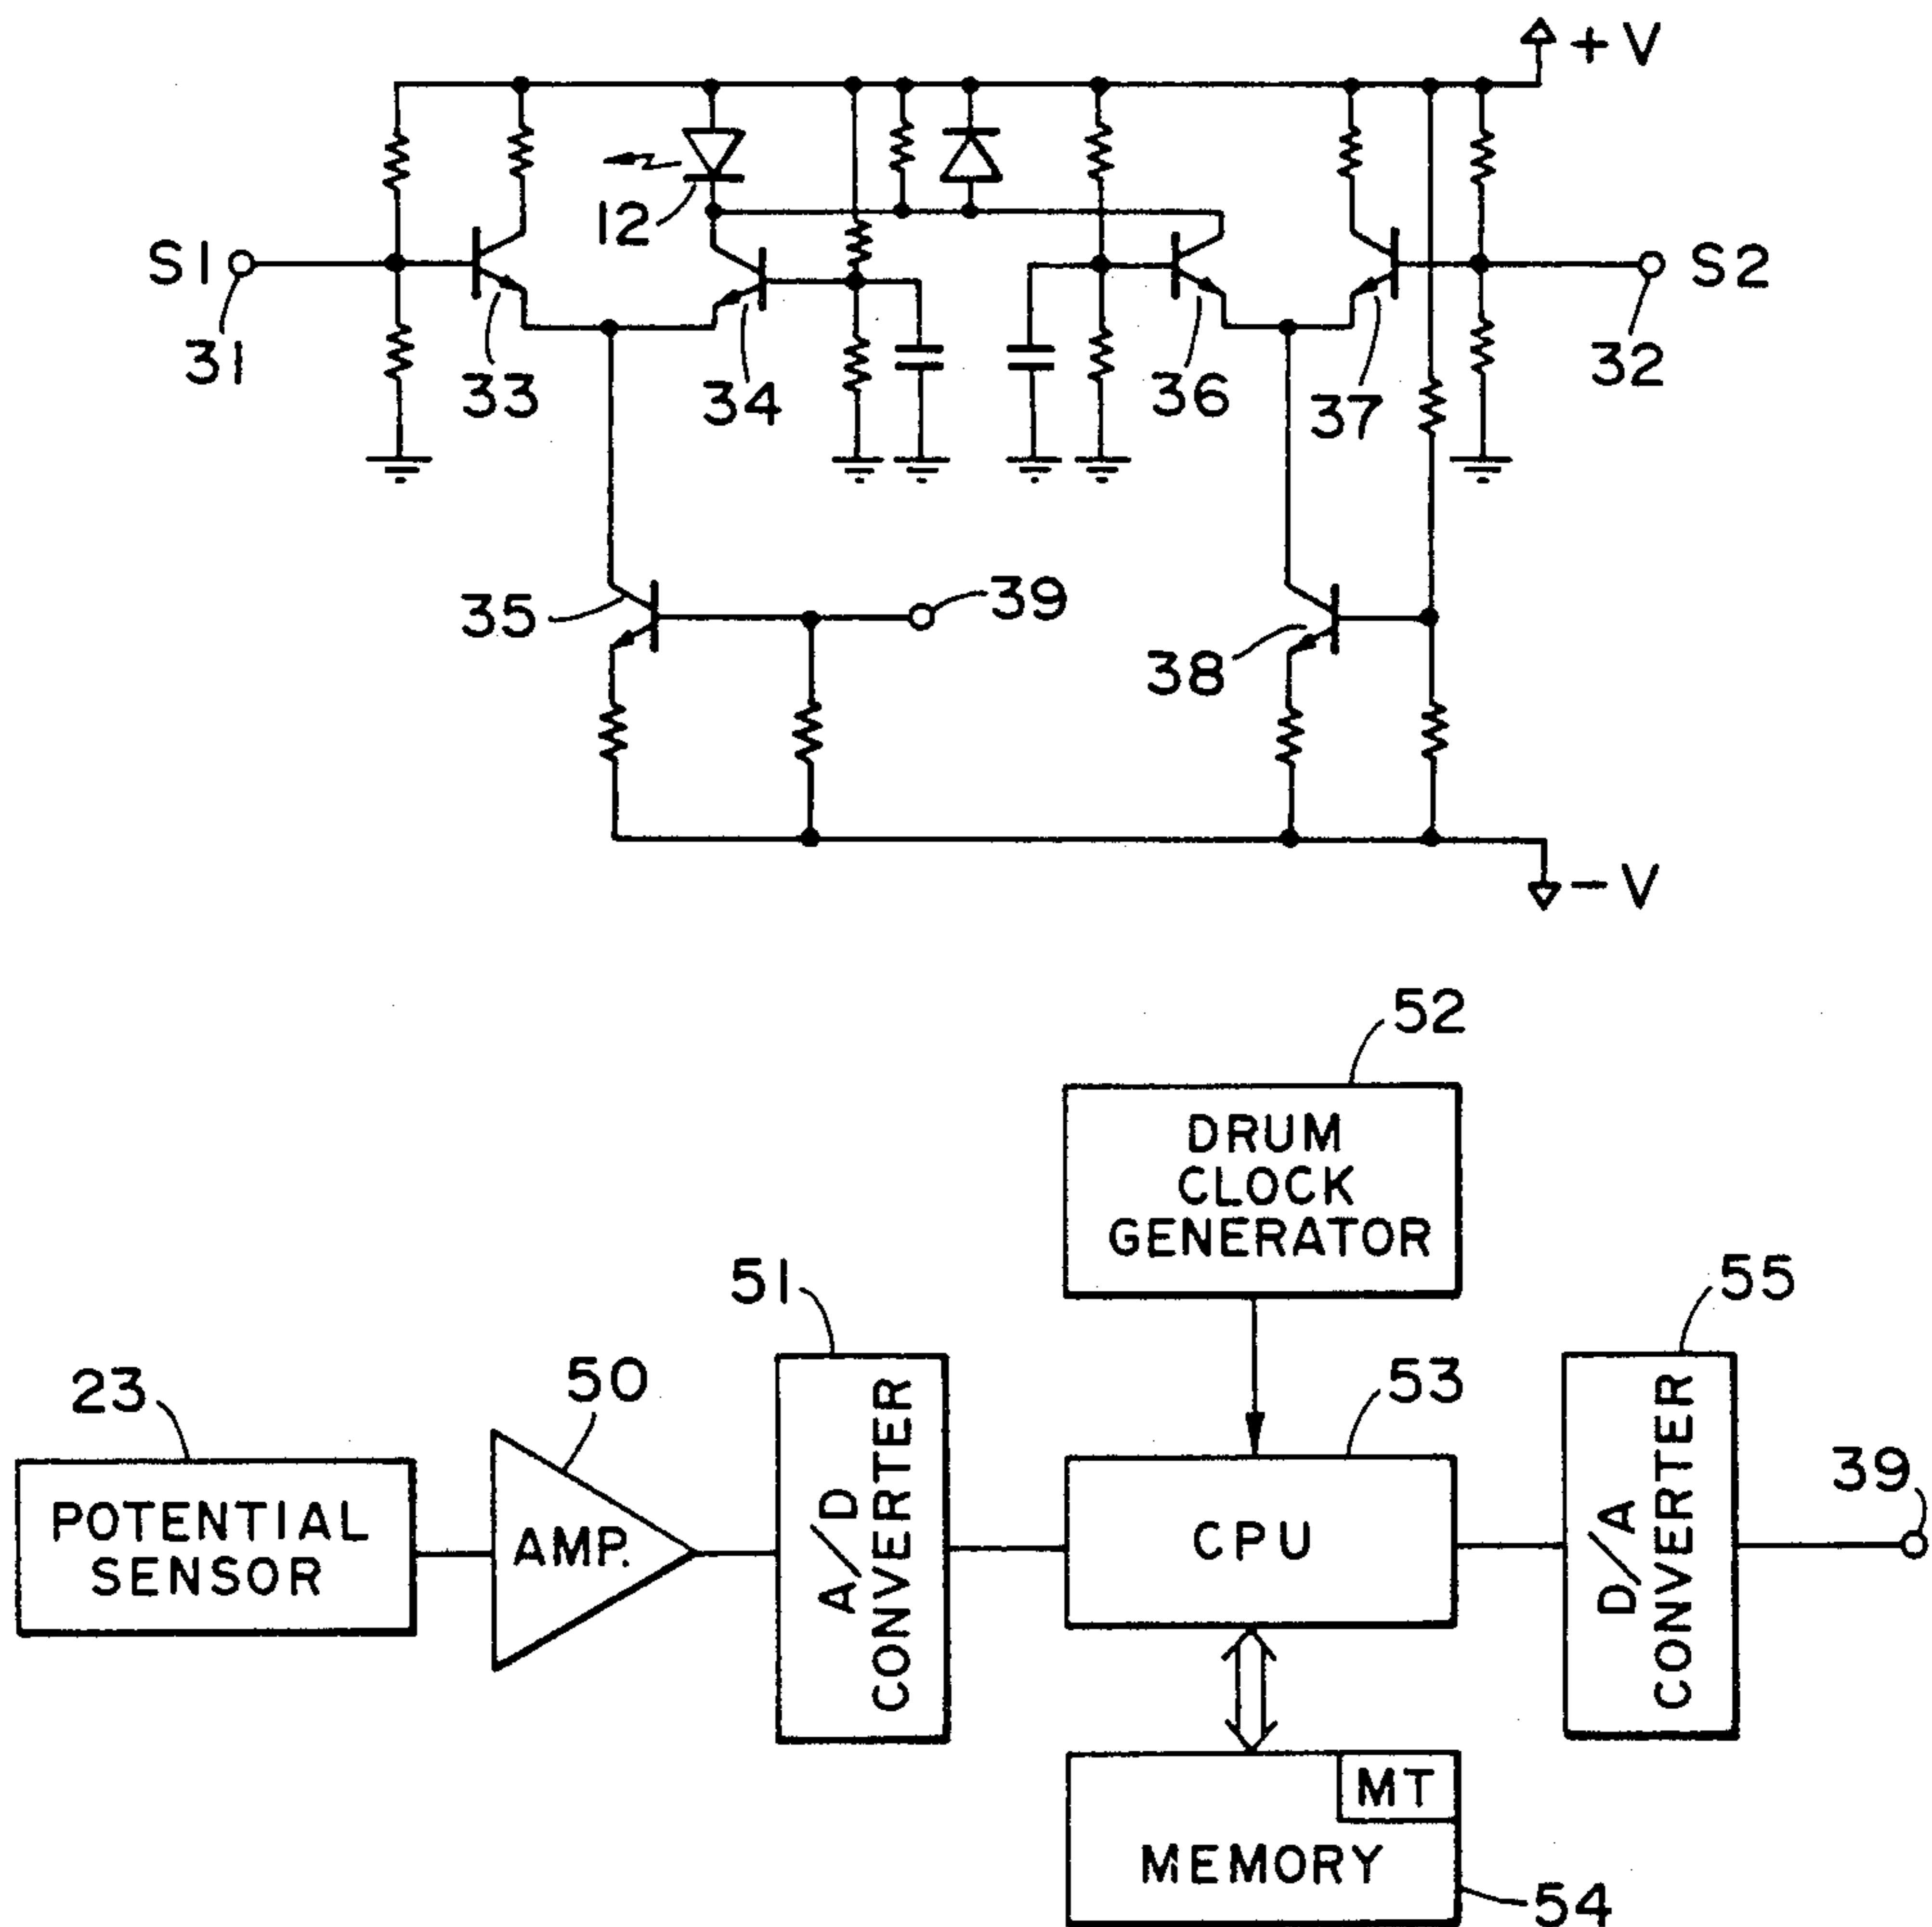 +V
12
S1
S2
31
33
34
36
37
32
35
39
38
-V
52
DRUM
CLOCK
GENERATOR
51
55
23
50
53
39
POTENTIAL
SENSOR
AMP.
A/D
CONVERTER
CPU
D/A
CONVERTER
MT
MEMORY
54